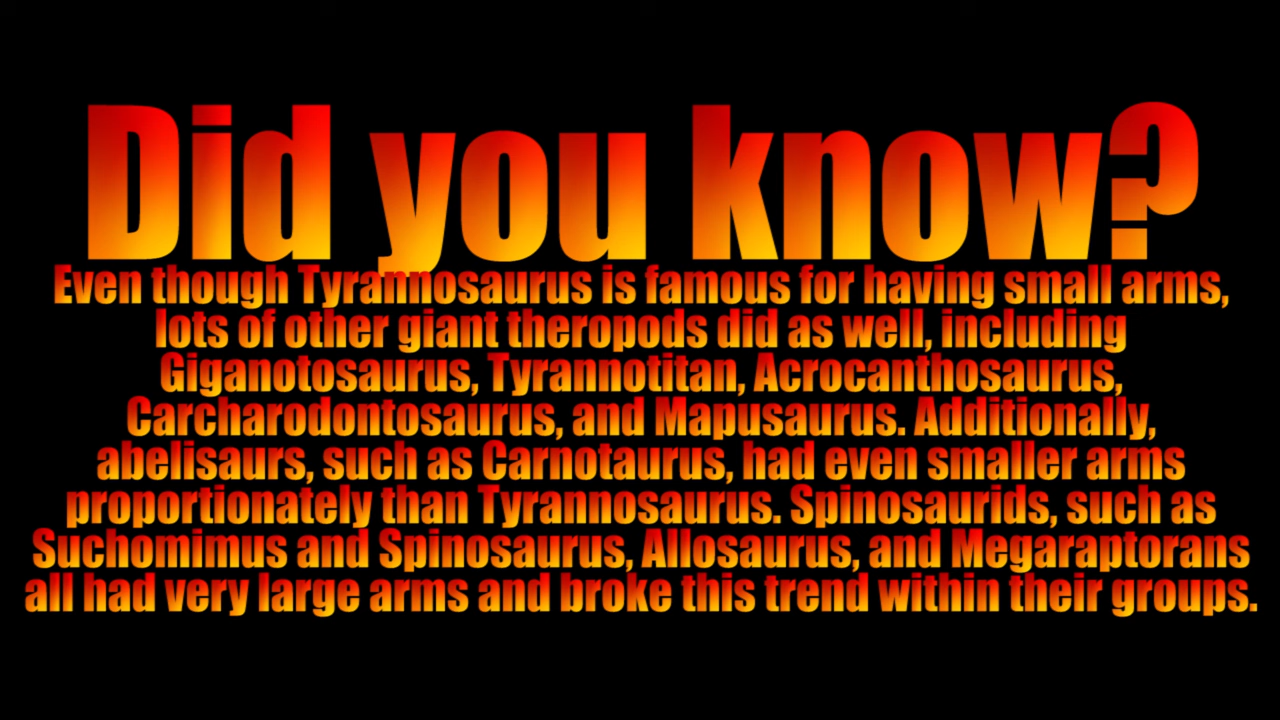 Did you know?
Even though Tyrannosaurus is famous for having small arms,
lots of other giant theropods did as well, including
Giganotosaurus, Tyrannotitan, Acrocanthosaurus,
Carcharodontosaurus, and Mapusaurus. Additionally,
abelisaurs, such as Carnotaurus, had even smaller arms
proportionately than Tyrannosaurus. Spinosaurids, such as
Suchomimus and Spinosaurus, Allosaurus, and Megaraptorans
all had very large arms and broke this trend within their groups.